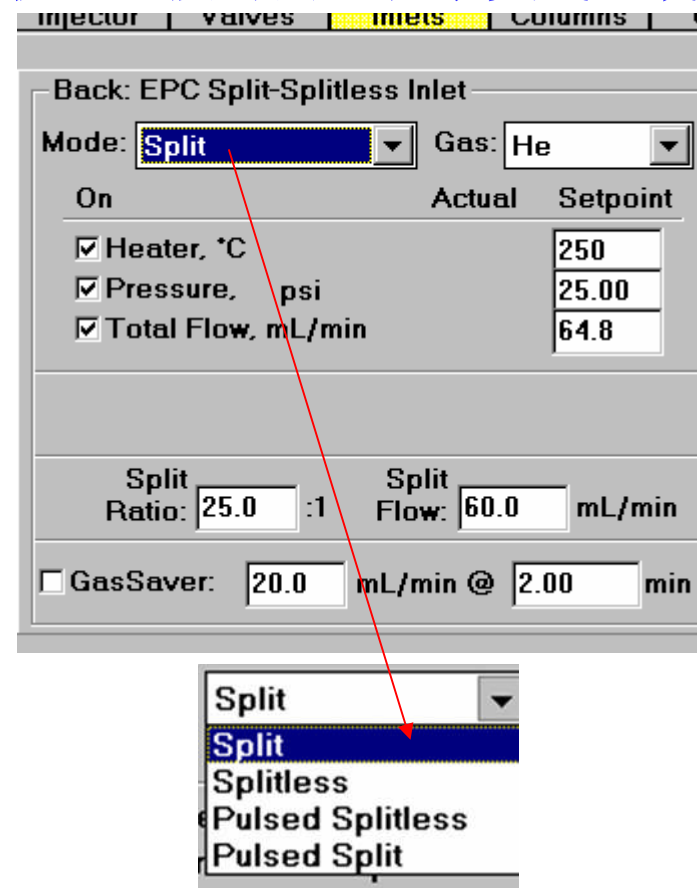 Injector Valves Inlets Columns
Back: EPC Split-Splitless Inlet
Mode: Split Gas: He
On Actual Setpoint
Heater, °C 250
Pressure, psi 25.00
Total Flow, mL/min 64.8
Split Split
Ratio: 25.0 :1 Flow: 60.0 mL/min
GasSaver: 20.0 mL/min @ 2.00 min
Split
Split
Splitless
Pulsed Splitless
Pulsed Split